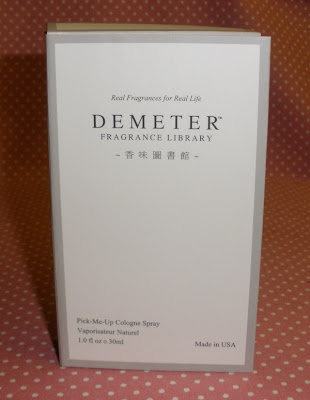 Real Fragrances for Real Life
DEMETER™
FRAGRANCE LIBRARY
~ 香味圖書館 ~
Pick-Me-Up Cologne Spray
Vaporisateur Naturel
1.0 fl oz e 30ml Made in USA